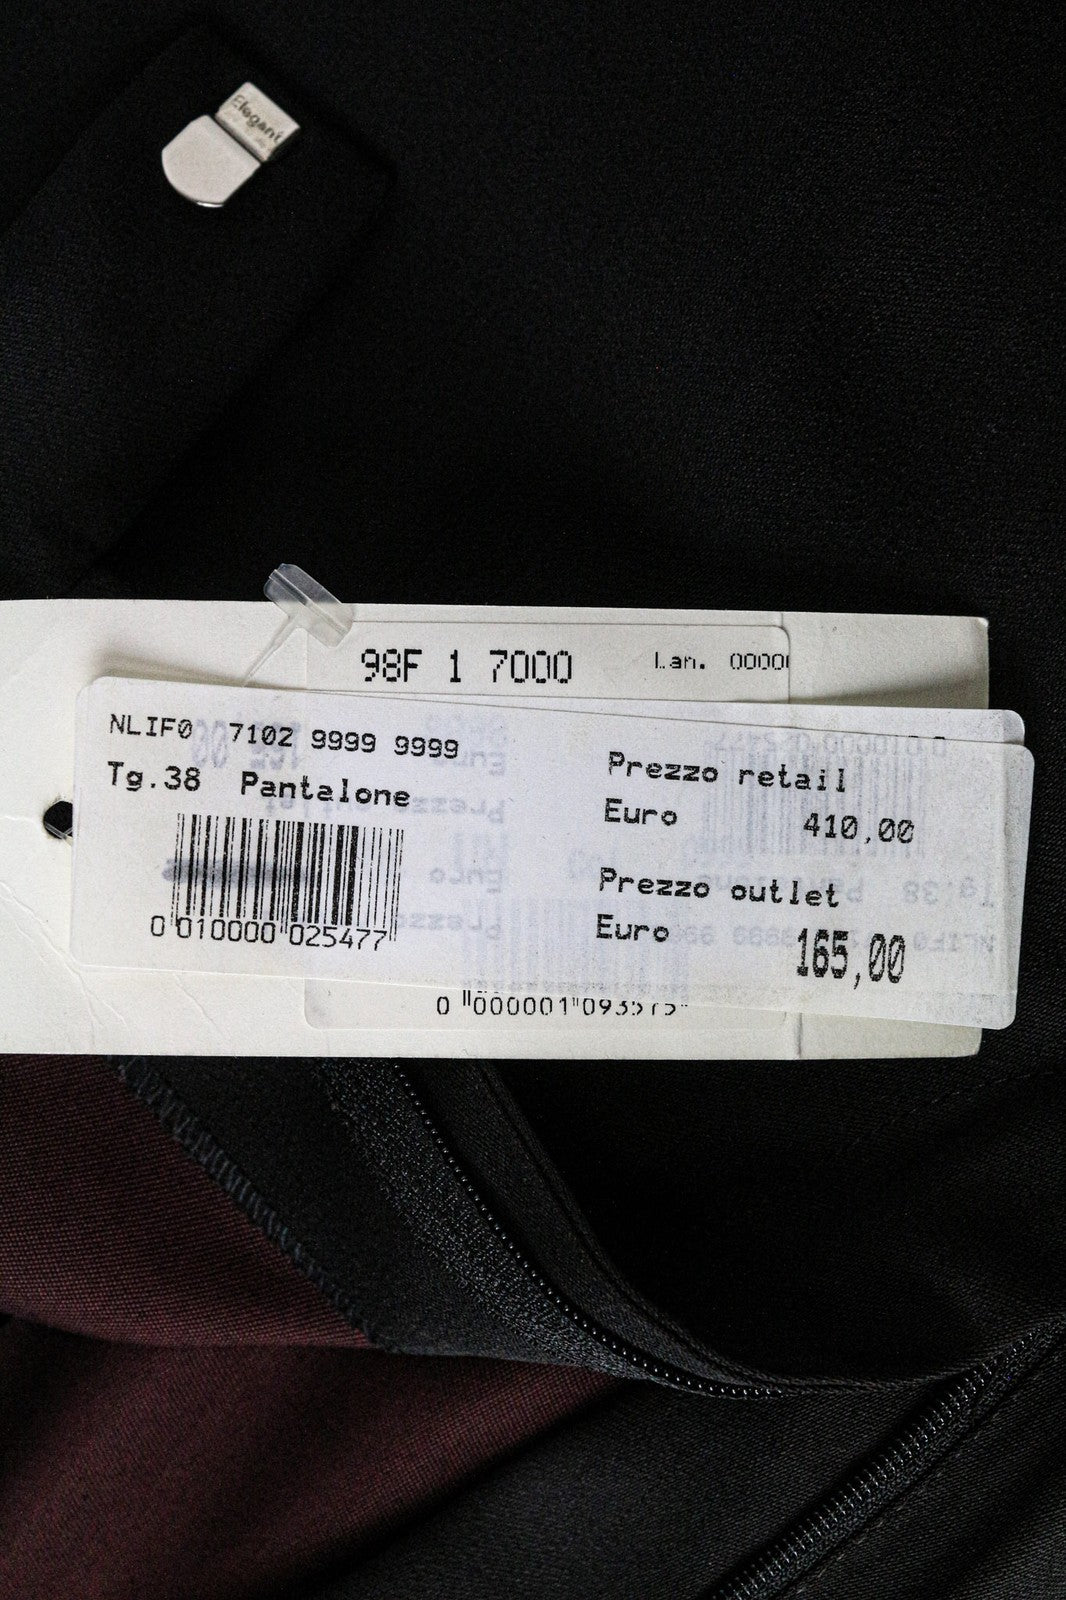 Elegant
98F 1 7000
Lan. 0000
NLIF0 7102 9999 9999
Tg.38 Pantalone
0 010000 025477
Prezzo retail
Euro 410,00
Prezzo outlet
Euro 165,00
0 000001 093575